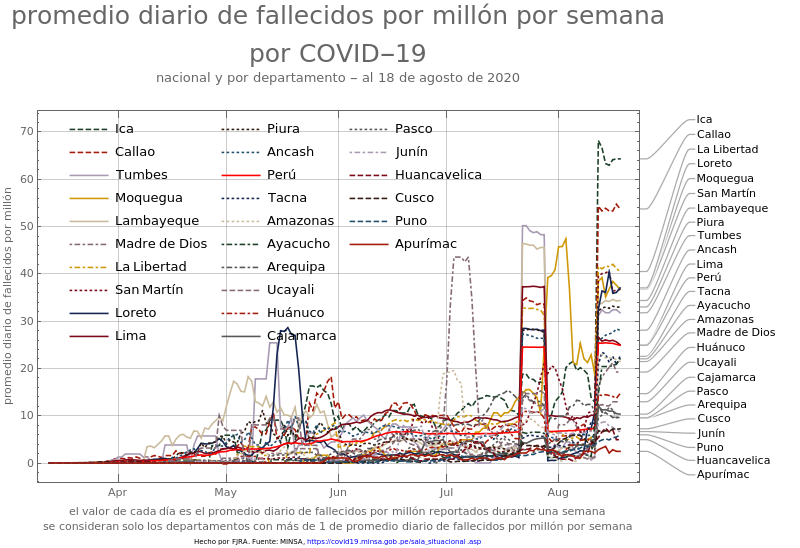 promedio diario de fallecidos por millón por semana
por COVID−19
nacional y por departamento − al 18 de agosto de 2020
promedio diario de fallecidos por millón
70
60
50
40
30
20
10
0
Apr
May
Jun
Jul
Aug
Ica
Callao
Tumbes
Moquegua
Lambayeque
Madre de Dios
La Libertad
San Martín
Loreto
Lima
Piura
Ancash
Perú
Tacna
Amazonas
Ayacucho
Arequipa
Ucayali
Huánuco
Cajamarca
Pasco
Junín
Huancavelica
Cusco
Puno
Apurímac
Ica
Callao
La Libertad
Loreto
Moquegua
San Martín
Lambayeque
Piura
Tumbes
Ancash
Lima
Perú
Tacna
Ayacucho
Amazonas
Madre de Dios
Huánuco
Ucayali
Cajamarca
Pasco
Arequipa
Cusco
Junín
Puno
Huancavelica
Apurímac
el valor de cada día es el promedio diario de fallecidos por millón reportados durante una semana
se consideran solo los departamentos con más de 1 de promedio diario de fallecidos por millón por semana
Hecho por FJRA. Fuente: MINSA, https://covid19.minsa.gob.pe/sala_situacional.asp